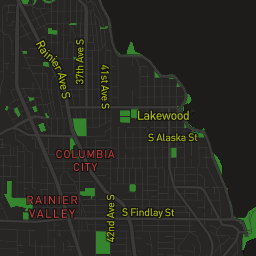 Rainier Ave S
37th Ave S
41st Ave S
Lakewood
S Alaska St
COLUMBIA
CITY
RAINIER
VALLEY
42nd Ave S
S Findlay St